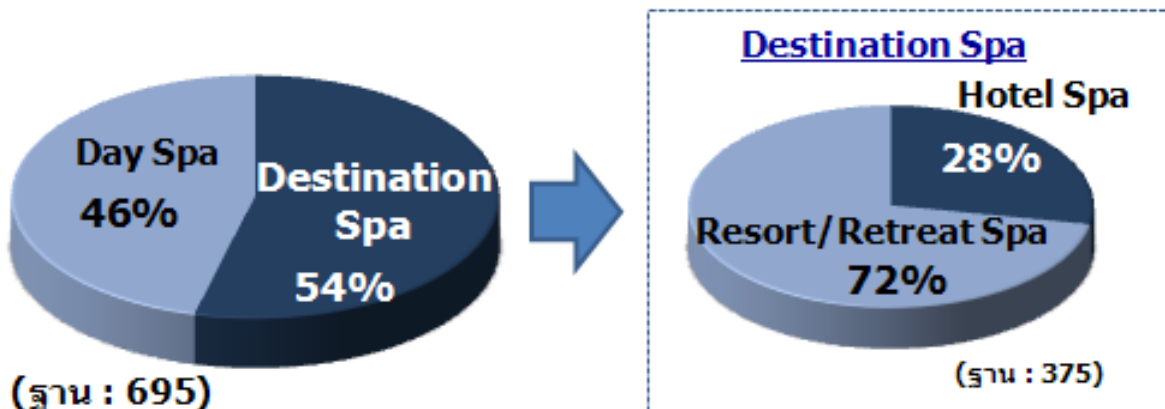 Day Spa
46%
Destination
Spa
54%
(ฐาน : 695)
Destination Spa
Hotel Spa
28%
Resort/Retreat Spa
72%
(ฐาน : 375)